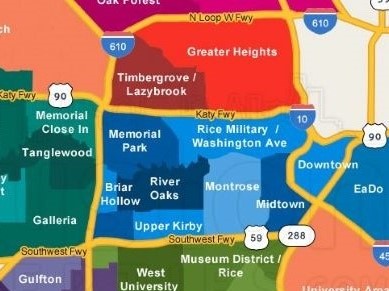 Oak Forest
N Loop W Fwy
610
610
Greater Heights
Timbergrove /
Lazybrook
Katy Fwy
90
Katy Fwy
10
Memorial
Close In
Memorial
Park
Rice Military /
Washington Ave
90
Tanglewood
Downtown
Briar
Hollow
River
Oaks
Montrose
EaDo
Midtown
Galleria
Upper Kirby
Southwest Fwy
Southwest Fwy
59
288
45
Gulfton
West
University
Museum District /
Rice
University Area